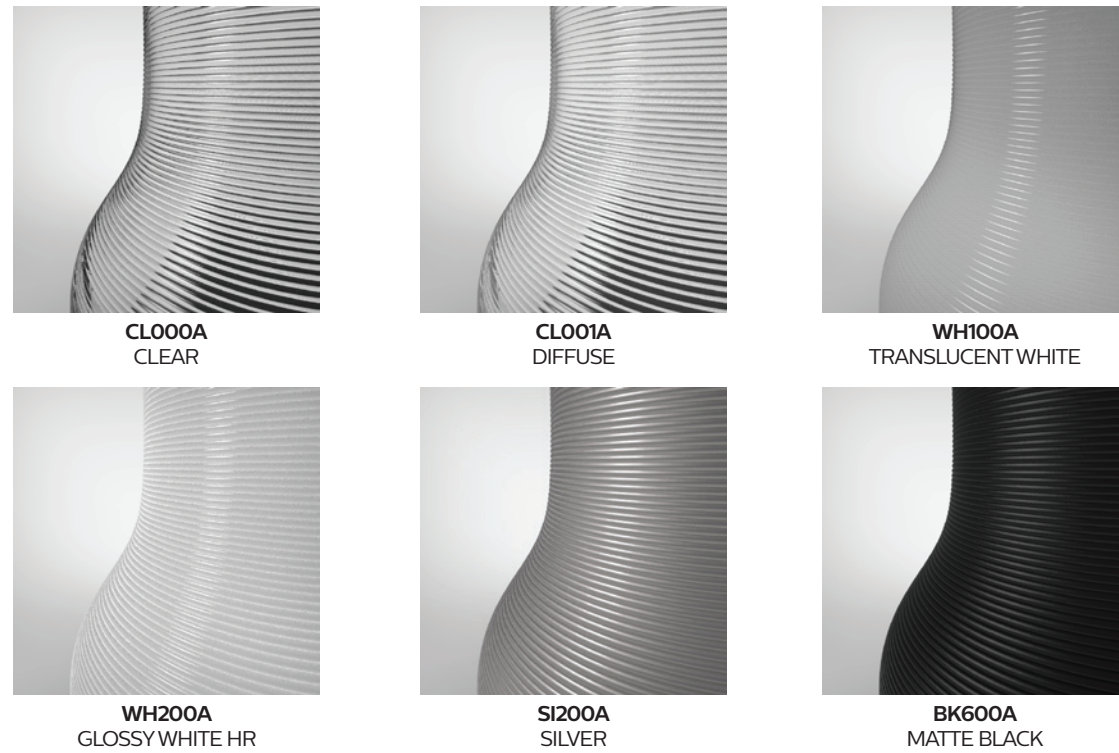 CL000A
CLEAR
CL001A
DIFFUSE
WH100A
TRANSLUCENT WHITE
WH200A
GLOSSY WHITE HR
SI200A
SILVER
BK600A
MATTE BLACK